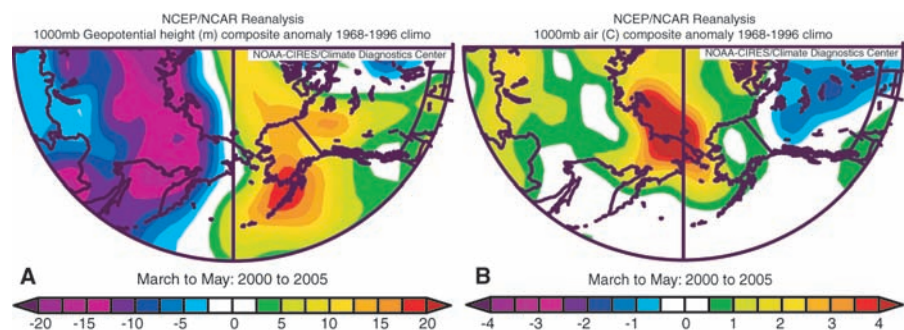 NCEP/NCAR Reanalysis
1000mb Geopotential height (m) composite anomaly 1968-1996 climo
NOAA-CIRES/Climate Diagnostics Center
A
March to May: 2000 to 2005
-20 -15 -10 -5 0 5 10 15 20
NCEP/NCAR Reanalysis
1000mb air (C) composite anomaly 1968-1996 climo
NOAA-CIRES/Climate Diagnostics Center
B
March to May: 2000 to 2005
-4 -3 -2 -1 0 1 2 3 4